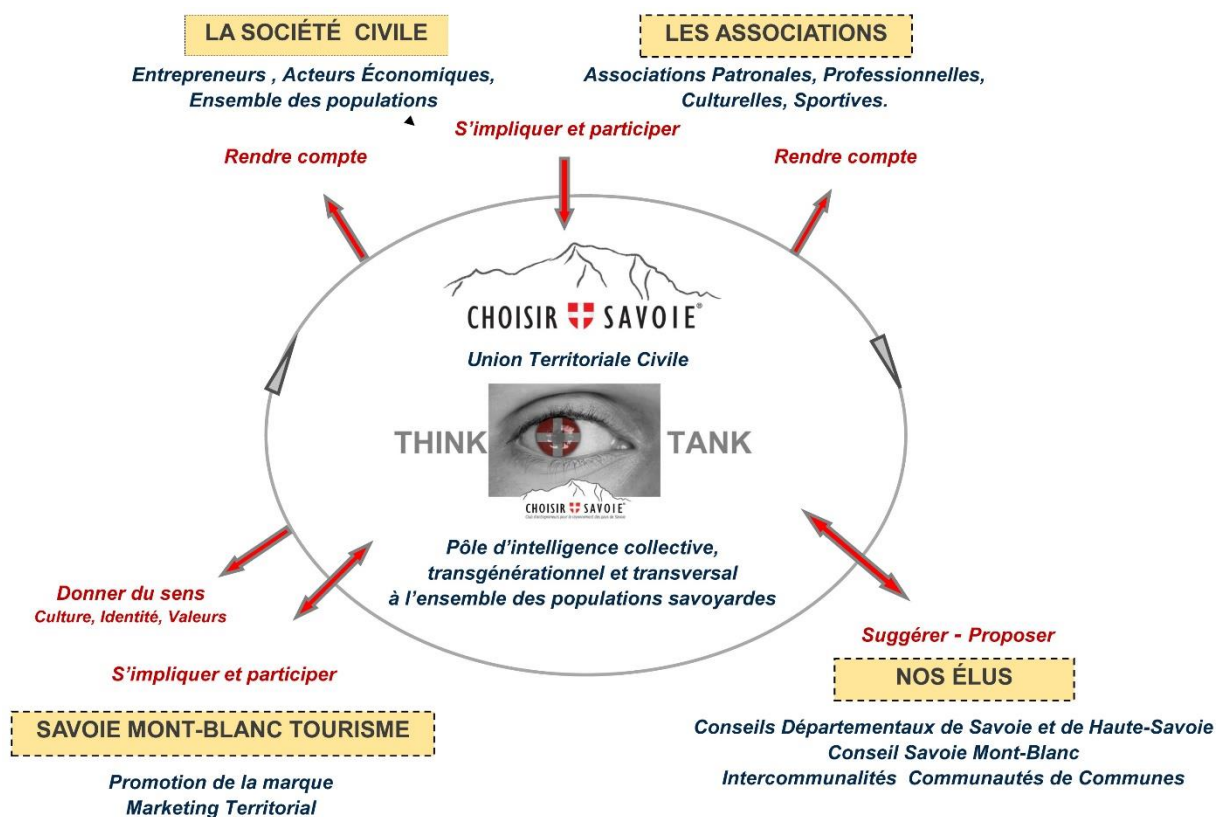 LA SOCIÉTÉ CIVILE
Entrepreneurs , Acteurs Économiques,
Ensemble des populations
LES ASSOCIATIONS
Associations Patronales, Professionnelles,
Culturelles, Sportives.
S'impliquer et participer
Rendre compte
Rendre compte
CHOISIR SAVOIE®
Union Territoriale Civile
THINK TANK
CHOISIR SAVOIE®
Pôle d'intelligence collective,
transgénérationnel et transversal
à l'ensemble des populations savoyardes
Donner du sens
Culture, Identité, Valeurs
S'impliquer et participer
SAVOIE MONT-BLANC TOURISME
Promotion de la marque
Marketing Territorial
Suggérer - Proposer
NOS ÉLUS
Conseils Départementaux de Savoie et de Haute-Savoie
Conseil Savoie Mont-Blanc
Intercommunalités Communautés de Communes